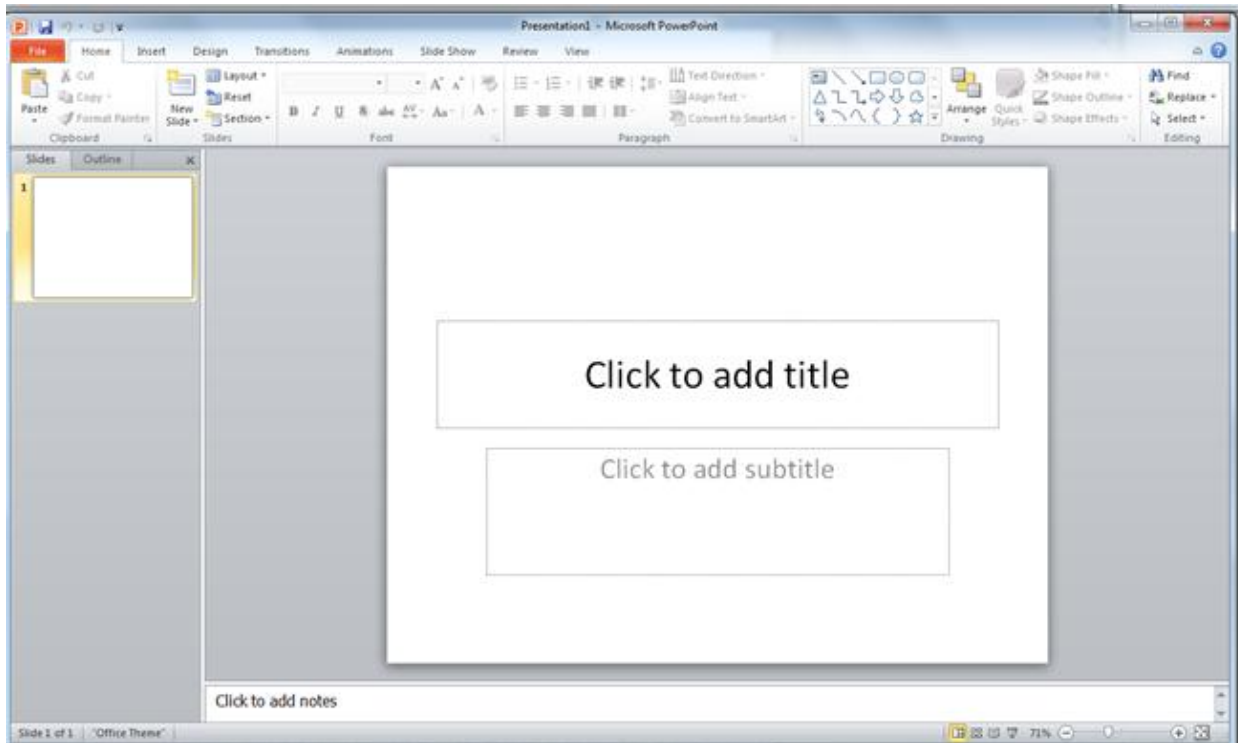 Presentation1 - Microsoft PowerPoint
File Home Insert Design Transitions Animations Slide Show Review View
Cut Layout Text Direction Shape Fill Find
Paste Copy New Slide Reset Align Text Arrange Quick Styles Shape Outline Replace
Format Painter Section B I U S abc AV Aa A Convert to SmartArt Shape Effects Select
Clipboard Slides Font Paragraph Drawing Editing
Slides Outline
1
Click to add title
Click to add subtitle
Click to add notes
Slide 1 of 1 "Office Theme" 71%